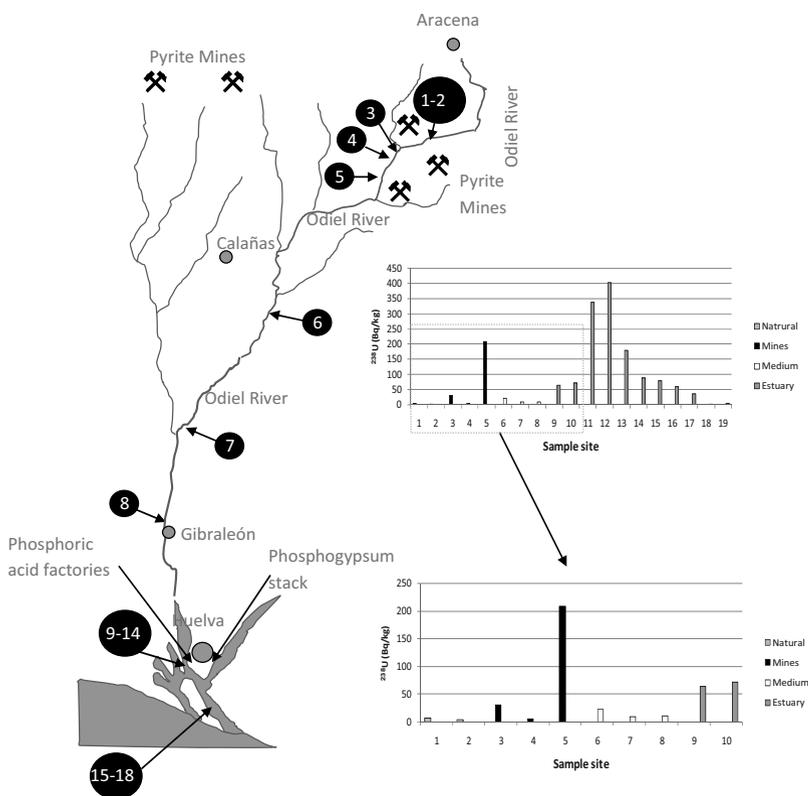 Aracena
Pyrite Mines
1-2
3
4
5
Odiel River
Pyrite
Mines
Odiel River
Calañas
6
Odiel River
7
8
Gibraleón
Phosphoric
acid factories
Phosphogypsum
stack
Huelva
9-14
15-18
450
400
350
300
250
200
150
100
50
0
²³⁸U (Bq/kg)
1 2 3 4 5 6 7 8 9 10 11 12 13 14 15 16 17 18 19
Sample site
Natrural
Mines
Medium
Estuary
250
200
150
100
50
0
²³⁸U (Bq/kg)
1 2 3 4 5 6 7 8 9 10
Sample site
Natural
Mines
Medium
Estuary